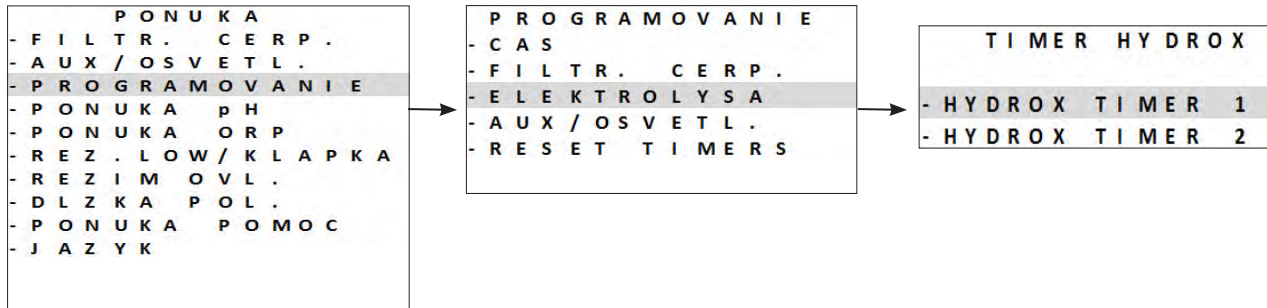 PONUKA
- FILTR. CERP.
- AUX/OSVETL.
- PROGRAMOVANIE
- PONUKA pH
- PONUKA ORP
- REZ.LOW/KLAPKA
- REZIM OVL.
- DLZKA POL.
- PONUKA POMOC
- JAZYK
PROGRAMOVANIE
- CAS
- FILTR. CERP.
- ELEKTROLYSA
- AUX/OSVETL.
- RESET TIMERS
TIMER HYDROX
- HYDROX TIMER 1
- HYDROX TIMER 2